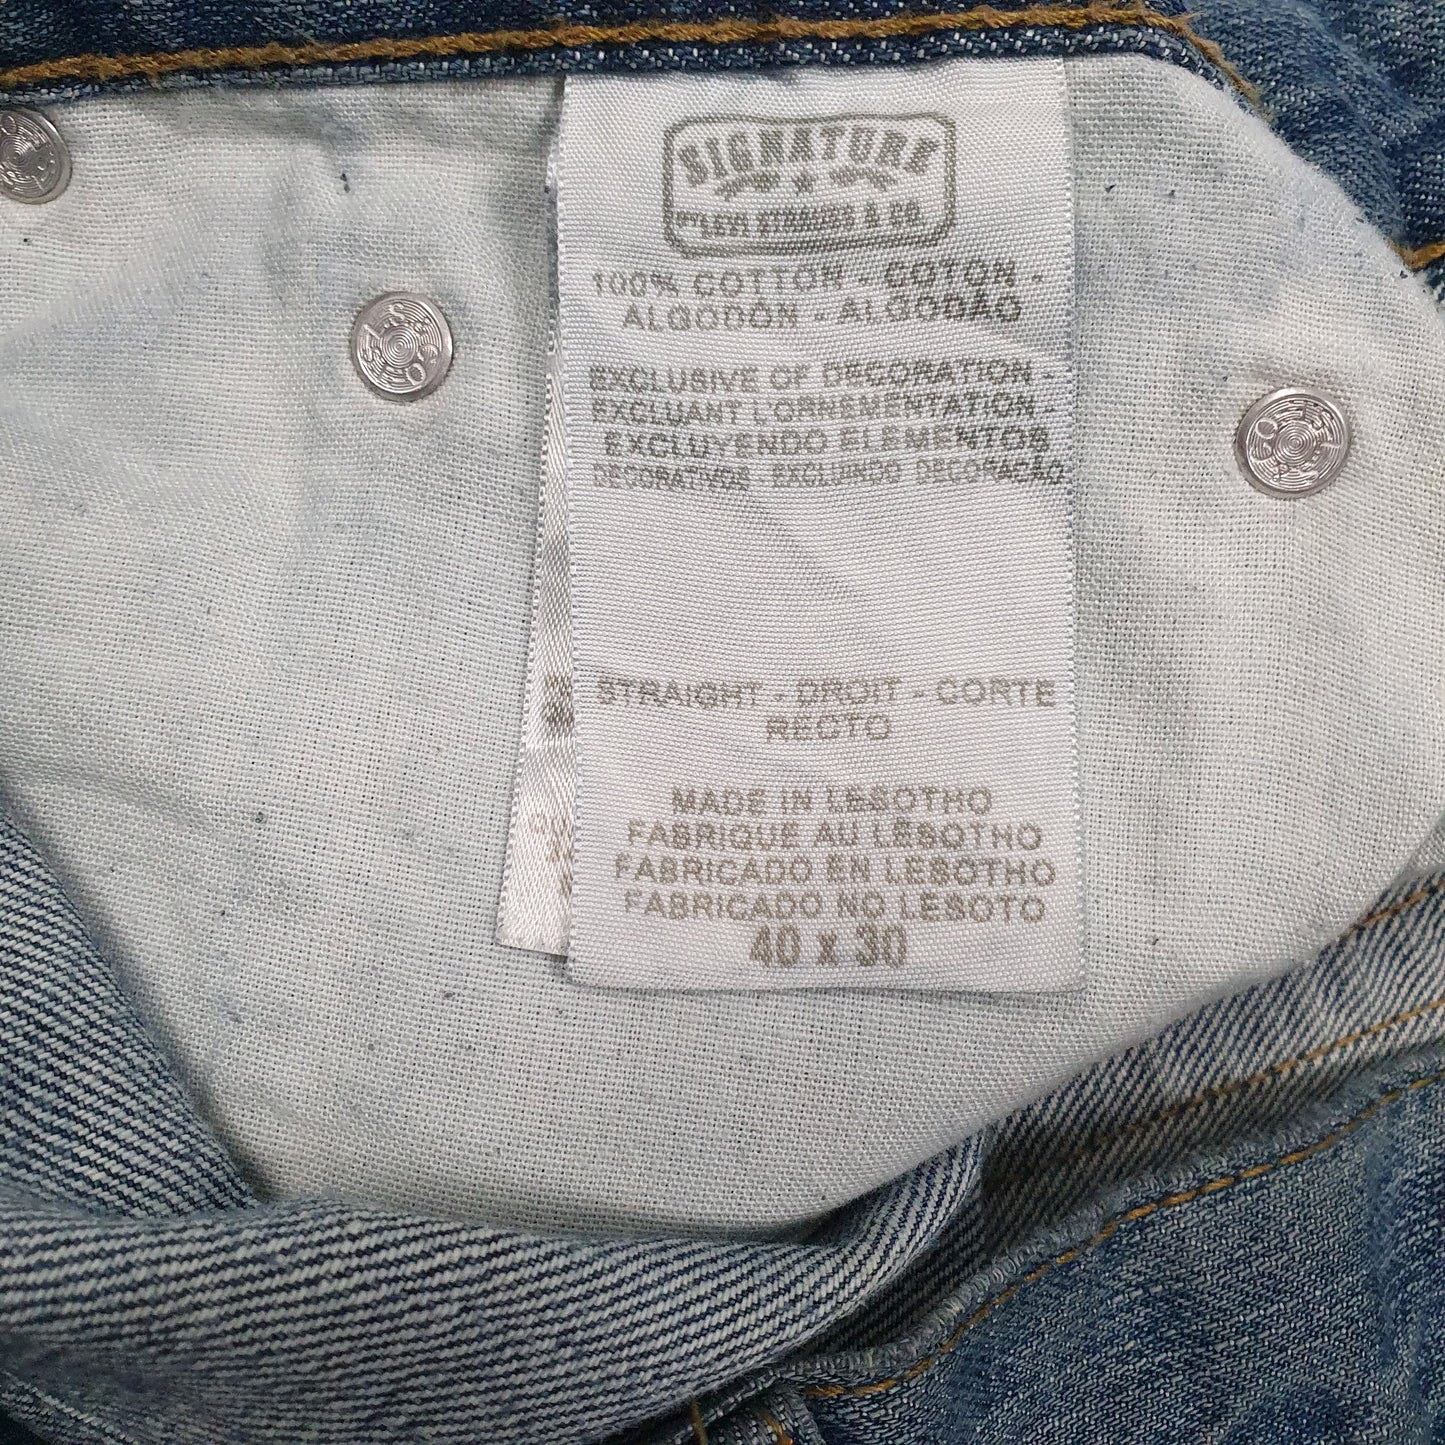 SIGNATURE
BY LEVI STRAUSS & CO.
100% COTTON - COTON -
ALGODÓN - ALGODÃO
EXCLUSIVE OF DECORATION -
EXCLUANT L'ORNEMENTATION -
EXCLUYENDO ELEMENTOS
DECORATIVOS - EXCLUINDO DECORAÇÃO
STRAIGHT - DROIT - CORTE
RECTO
MADE IN LESOTHO
FABRIQUE AU LESOTHO
FABRICADO EN LESOTHO
FABRICADO NO LESOTO
40 x 30